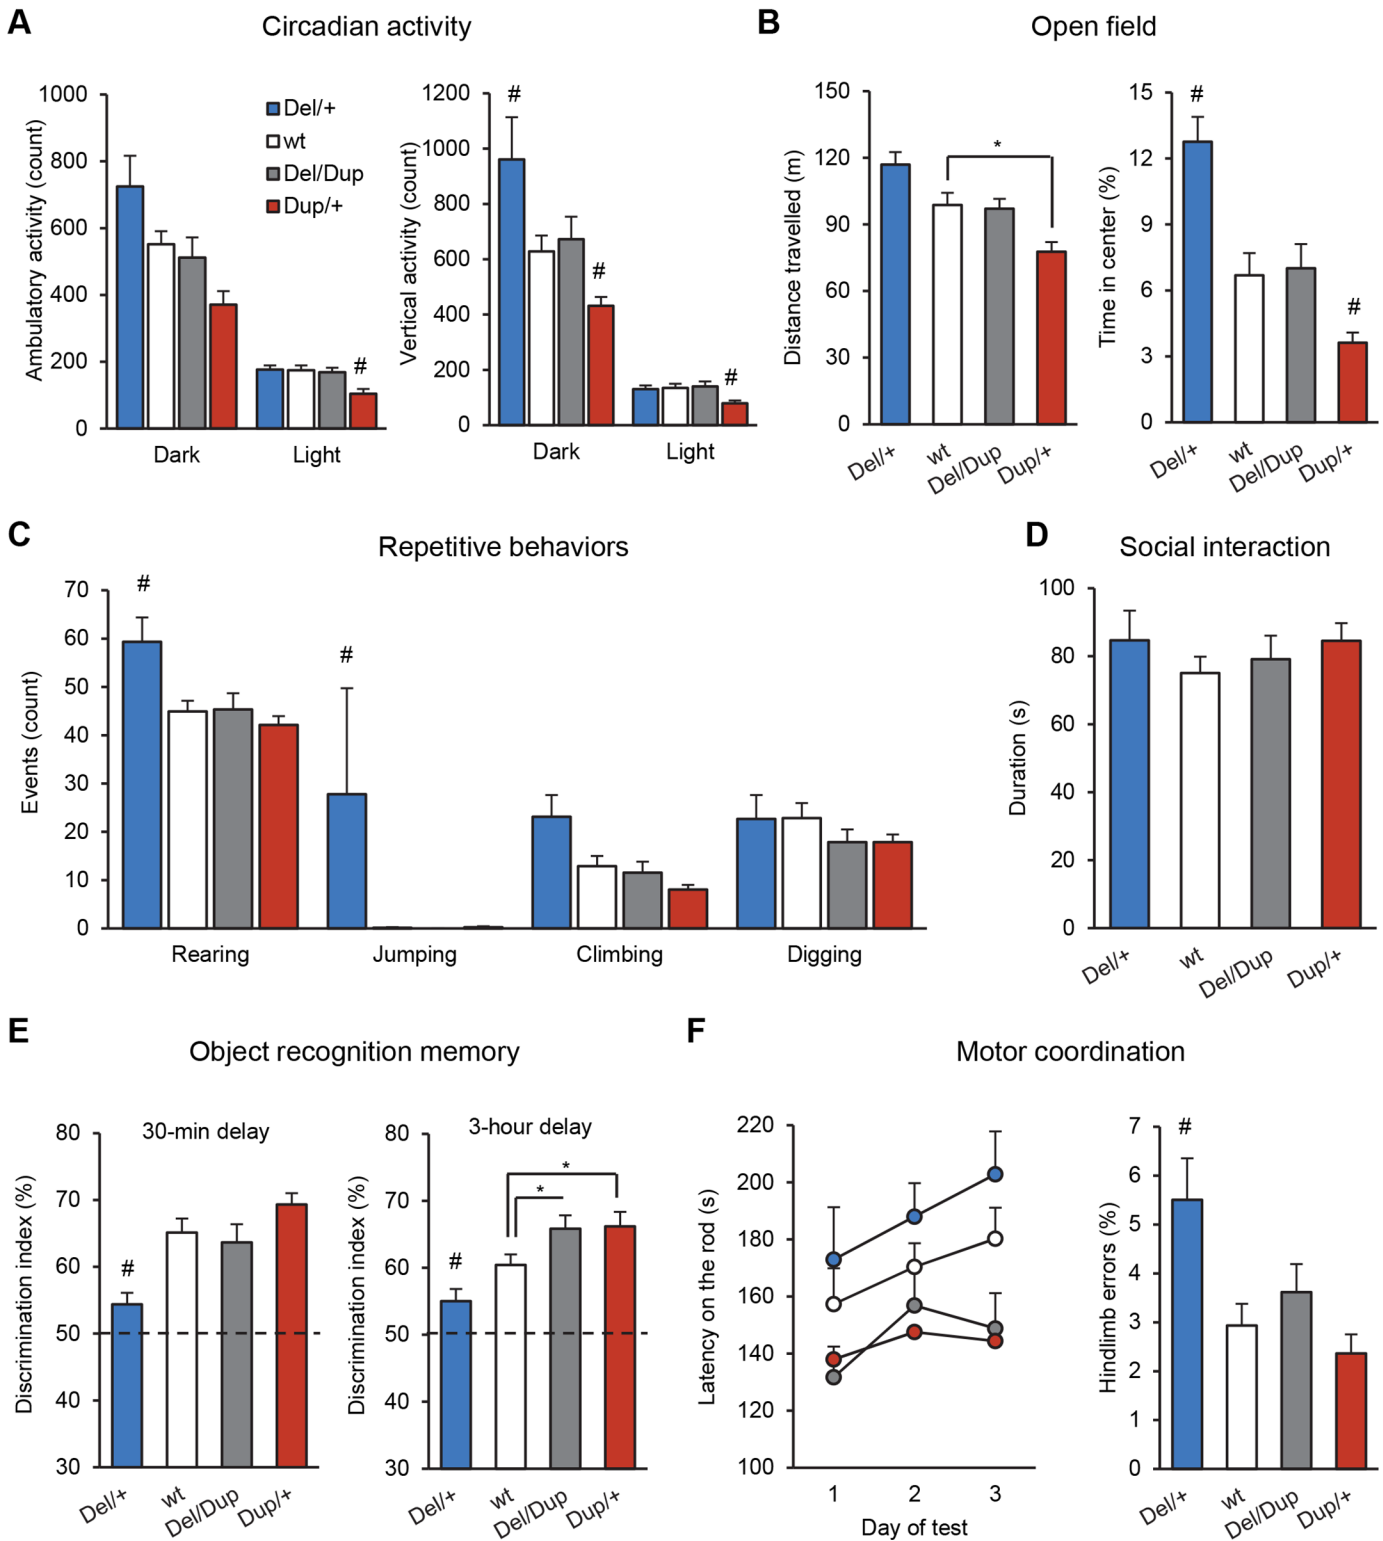 A
Circadian activity
Ambulatory activity (count)
1000
800
600
400
200
0
Dark
Light
#
Del/+
wt
Del/Dup
Dup/+
Vertical activity (count)
1200
1000
800
600
400
200
0
#
#
#
Dark
Light
B
Open field
Distance travelled (m)
150
120
90
60
30
0
*
Del/+
wt
Del/Dup
Dup/+
Time in center (%)
15
12
9
6
3
0
#
#
Del/+
wt
Del/Dup
Dup/+
C
Repetitive behaviors
Events (count)
70
60
50
40
30
20
10
0
#
#
Rearing
Jumping
Climbing
Digging
D
Social interaction
Duration (s)
100
80
60
40
20
0
Del/+
wt
Del/Dup
Dup/+
E
Object recognition memory
30-min delay
Discrimination index (%)
80
70
60
50
40
30
#
Del/+
wt
Del/Dup
Dup/+
3-hour delay
Discrimination index (%)
80
70
60
50
40
30
*
*
#
Del/+
wt
Del/Dup
Dup/+
F
Motor coordination
Latency on the rod (s)
220
200
180
160
140
120
100
1
2
3
Day of test
Hindlimb errors (%)
7
6
5
4
3
2
1
0
#
Del/+
wt
Del/Dup
Dup/+